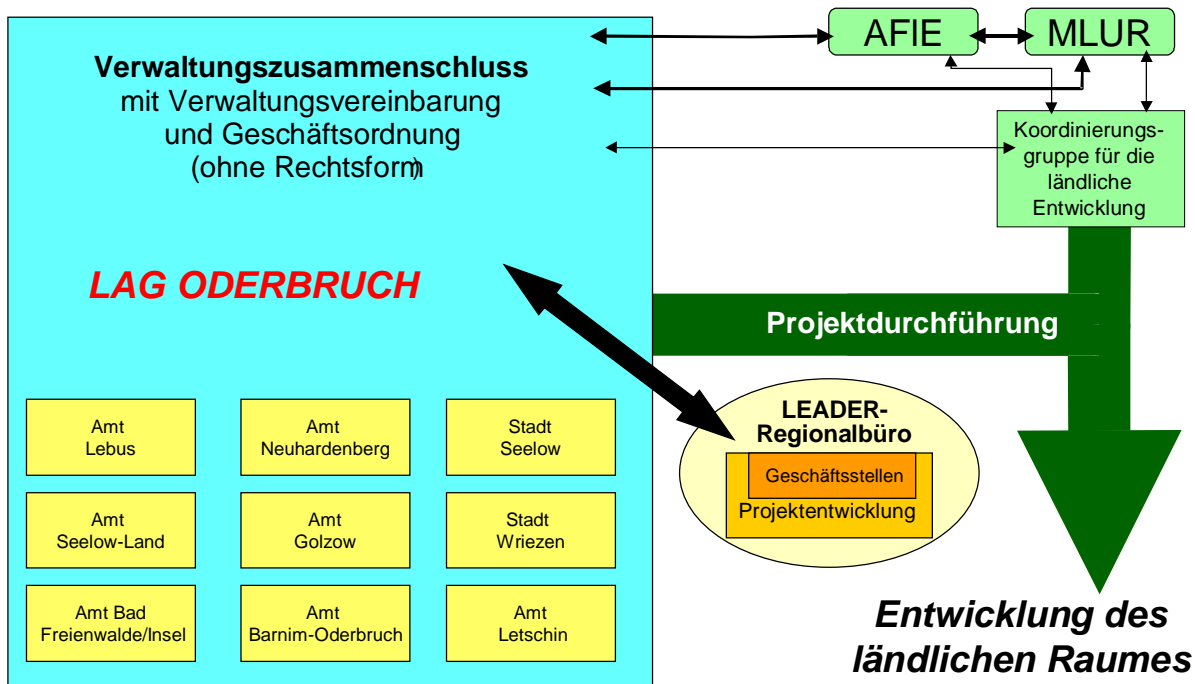 Verwaltungszusammenschluss
mit Verwaltungsvereinbarung
und Geschäftsordnung
(ohne Rechtsform)
LAG ODERBRUCH
Amt
Lebus
Amt
Neuhardenberg
Stadt
Seelow
Amt
Seelow-Land
Amt
Golzow
Stadt
Wriezen
Amt Bad
Freienwalde/Insel
Amt
Barnim-Oderbruch
Amt
Letschin
AFIE
MLUR
Koordinierungs-
gruppe für die
ländliche
Entwicklung
Projektdurchführung
LEADER-
Regionalbüro
Geschäftsstellen
Projektentwicklung
Entwicklung des
ländlichen Raumes